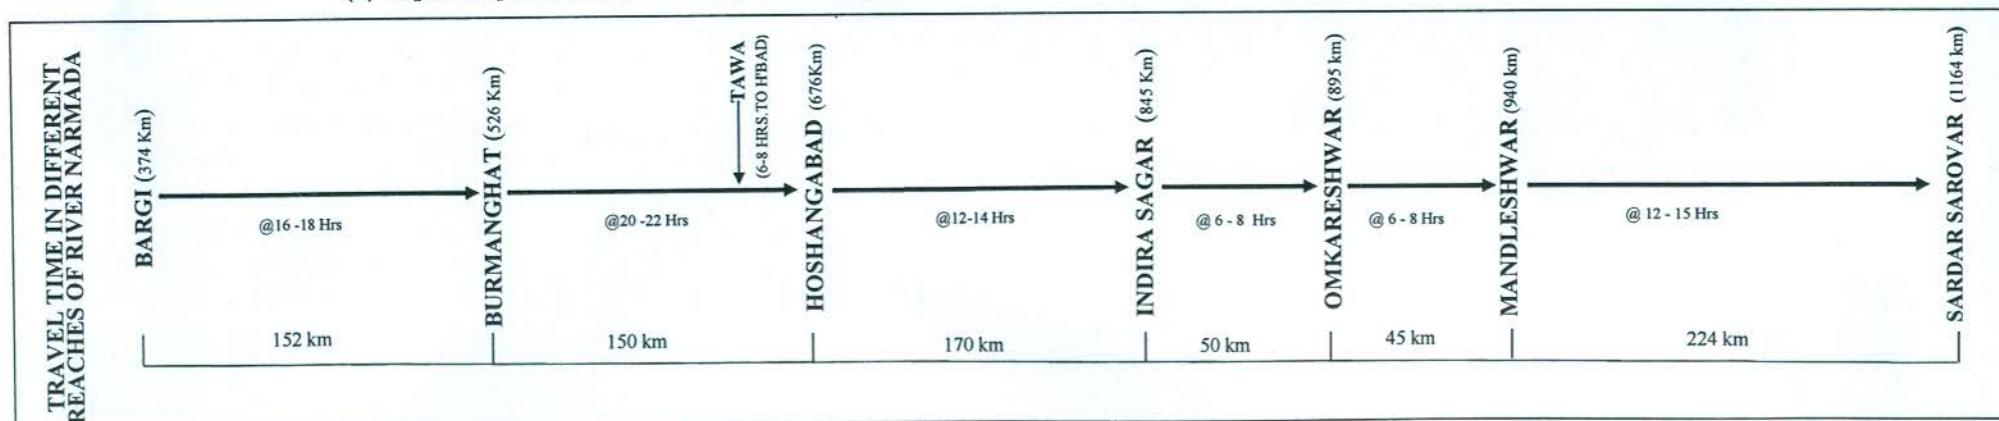 TRAVEL TIME IN DIFFERENT
REACHES OF RIVER NARMADA
BARGI (374 Km)
@16 -18 Hrs
BURMANGHAT (526 Km)
@20 -22 Hrs
TAWA
(6-8 HRS. TO H'BAD)
HOSHANGABAD (676Km)
@12-14 Hrs
INDIRA SAGAR (845 Km)
@ 6 - 8 Hrs
OMKARESHWAR (895 km)
@ 6 - 8 Hrs
MANDLESHWAR (940 km)
@ 12 - 15 Hrs
SARDAR SAROVAR (1164 km)
152 km
150 km
170 km
50 km
45 km
224 km